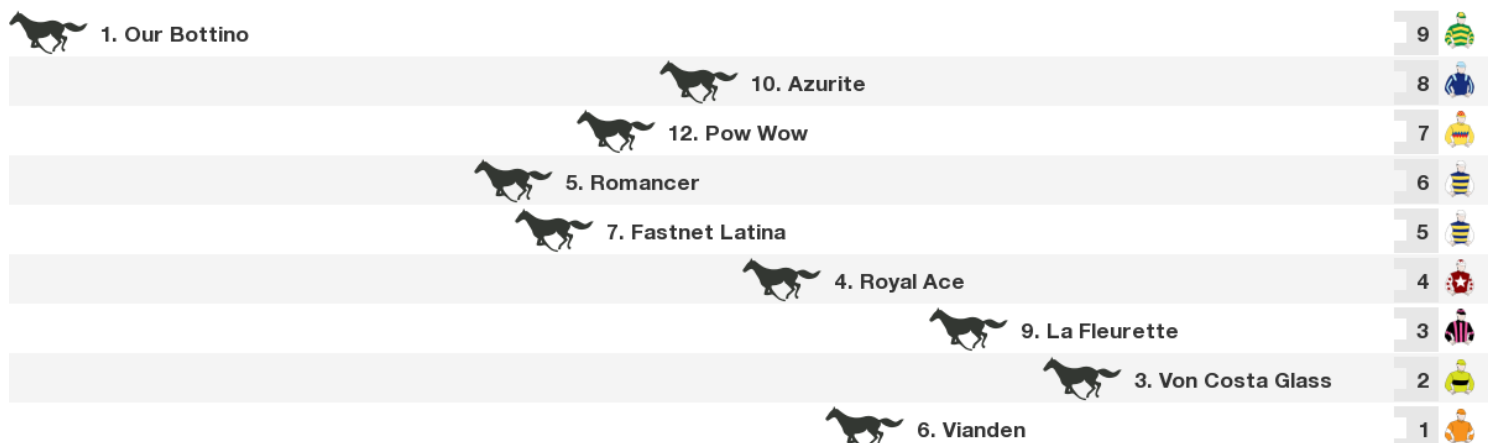 1. Our Bottino 9
10. Azurite 8
12. Pow Wow 7
5. Romancer 6
7. Fastnet Latina 5
4. Royal Ace 4
9. La Fleurette 3
3. Von Costa Glass 2
6. Vianden 1